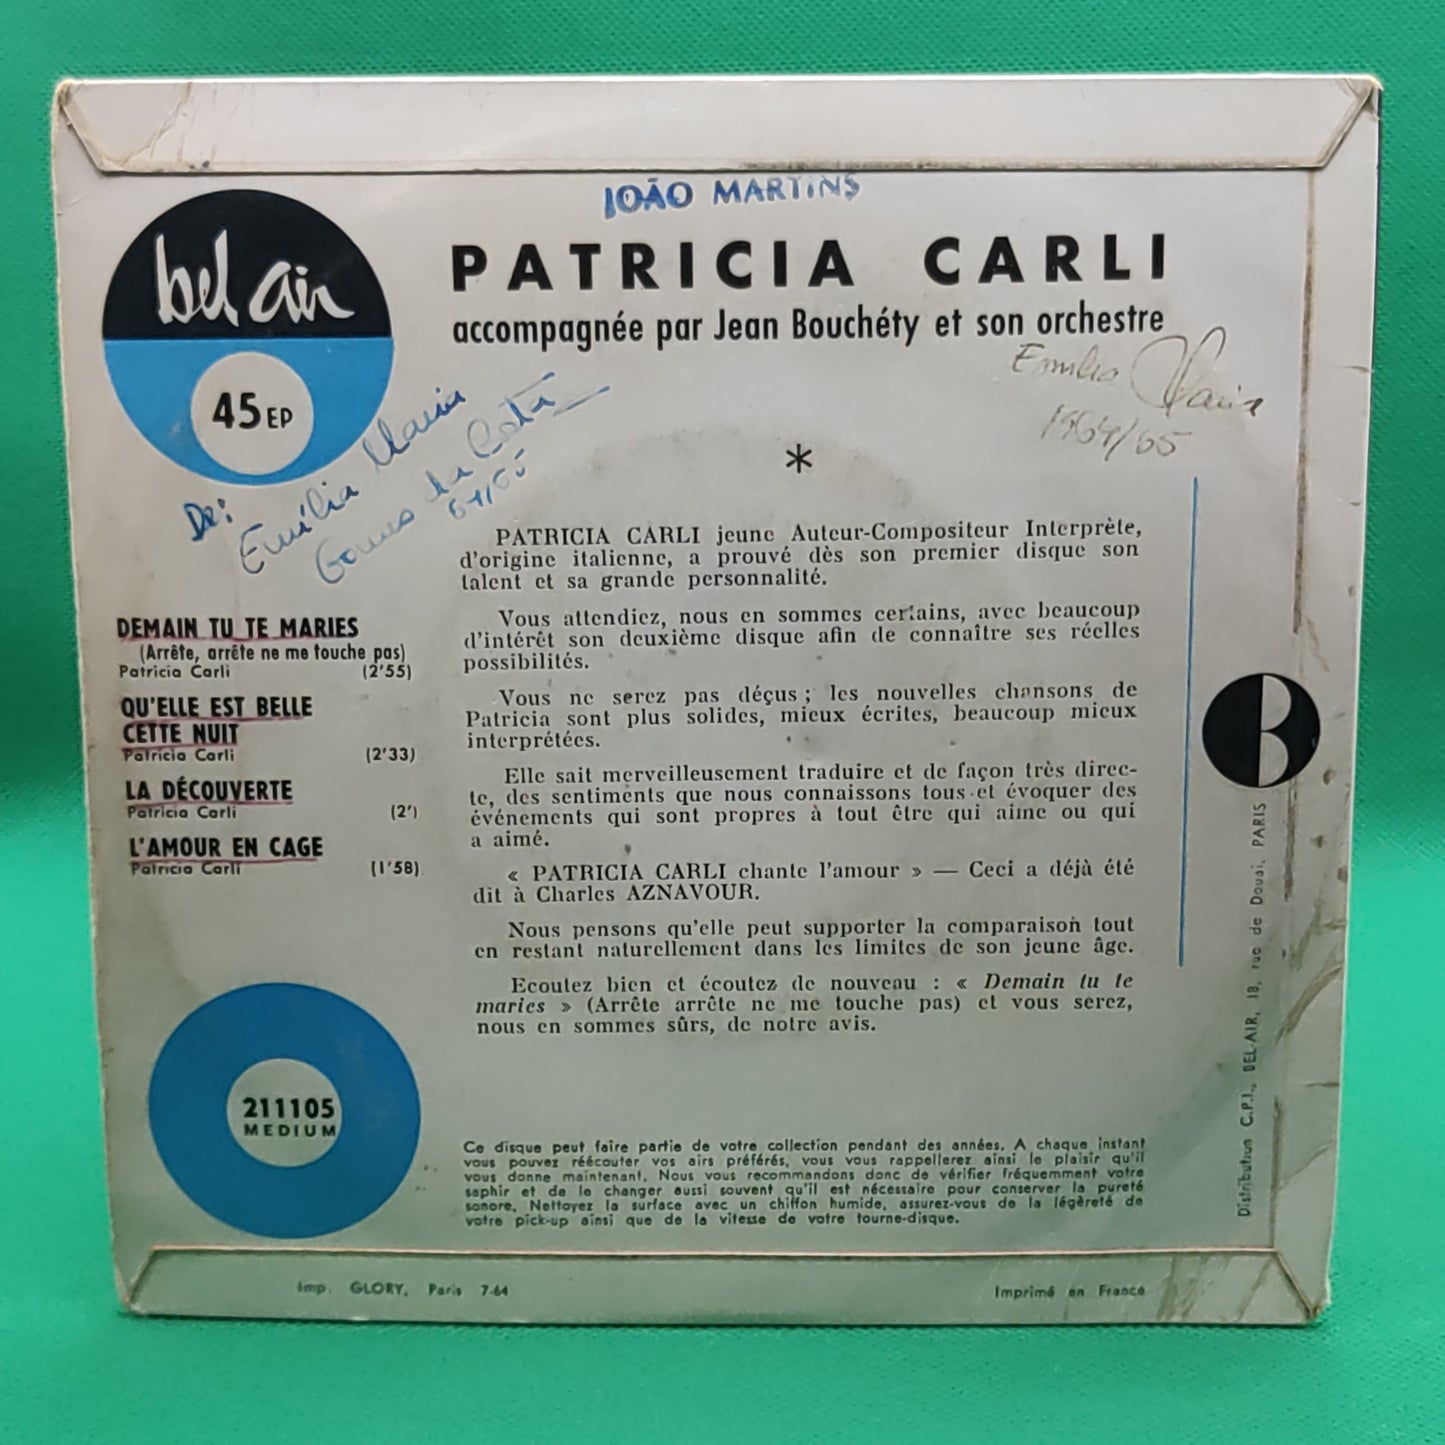 JOÃO MARTINS
bel air
45 EP
PATRICIA CARLI
accompagnée par Jean Bouchéty et son orchestre
Emilia Maria
1964/65
De:
Emília Maria
Gomes da Costa
64/65
*
DEMAIN TU TE MARIES
(Arrête, arrête ne me touche pas)
Patricia Carli (2'55)
QU'ELLE EST BELLE
CETTE NUIT
Patricia Carli (2'33)
LA DÉCOUVERTE
Patricia Carli (2')
L'AMOUR EN CAGE
Patricia Carli (1'58)
PATRICIA CARLI jeune Auteur-Compositeur Interprète,
d'origine italienne, a prouvé dès son premier disque son
talent et sa grande personnalité.
Vous attendiez, nous en sommes certains, avec beaucoup
d'intérêt son deuxième disque afin de connaître ses réelles
possibilités.
Vous ne serez pas déçus ; les nouvelles chansons de
Patricia sont plus solides, mieux écrites, beaucoup mieux
interprétées.
Elle sait merveilleusement traduire et de façon très direc-
te, des sentiments que nous connaissons tous et évoquer des
événements qui sont propres à tout être qui aime ou qui
a aimé.
« PATRICIA CARLI chante l'amour » — Ceci a déjà été
dit à Charles AZNAVOUR.
Nous pensons qu'elle peut supporter la comparaison tout
en restant naturellement dans les limites de son jeune âge.
Ecoutez bien et écoutez de nouveau : « Demain tu te
maries » (Arrête arrête ne me touche pas) et vous serez,
nous en sommes sûrs, de notre avis.
211105
MEDIUM
Ce disque peut faire partie de votre collection pendant des années. A chaque instant
vous pouvez réécouter vos airs préférés, vous vous rappellerez ainsi le plaisir qu'il
vous donne maintenant. Nous vous recommandons donc de vérifier fréquemment votre
saphir et de le changer aussi souvent qu'il est nécessaire pour conserver la pureté
sonore. Nettoyez la surface avec un chiffon humide, assurez-vous de la légèreté de
votre pick-up ainsi que de la vitesse de votre tourne-disque.
B
Distribution C.P.I., BEL-AIR, 18, rue de Douai, PARIS
Imp. GLORY, Paris 7-64
Imprimé en France